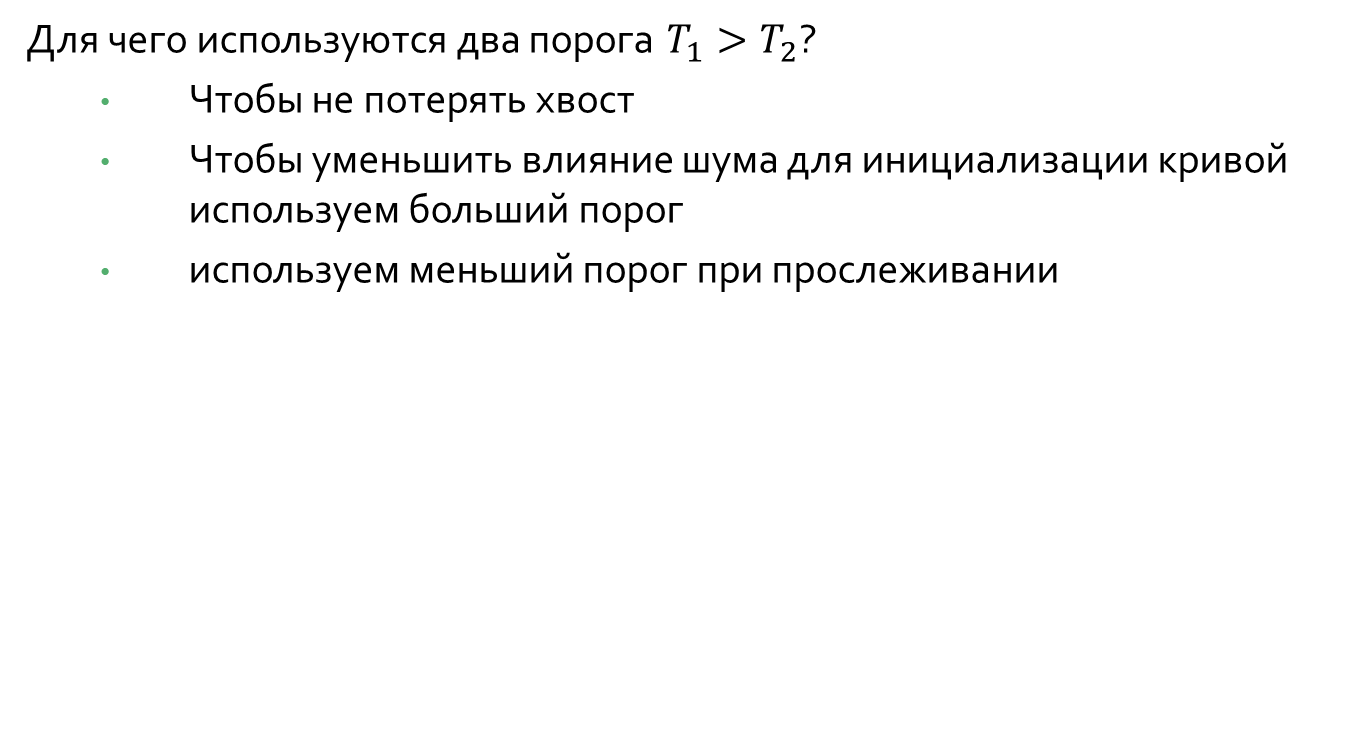 Для чего используются два порога T₁ > T₂?
• Чтобы не потерять хвост
• Чтобы уменьшить влияние шума для инициализации кривой
используем больший порог
• используем меньший порог при прослеживании